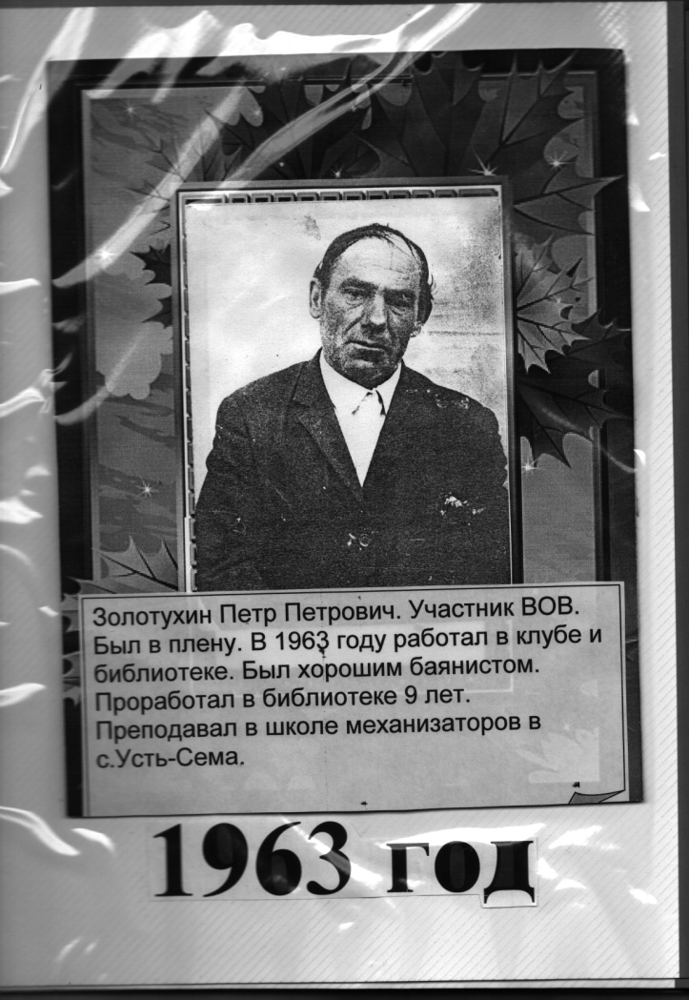 Золотухин Петр Петрович. Участник ВОВ.
Был в плену. В 1963 году работал в клубе и
библиотеке. Был хорошим баянистом.
Проработал в библиотеке 9 лет.
Преподавал в школе механизаторов в
с.Усть-Сема.
1963 год